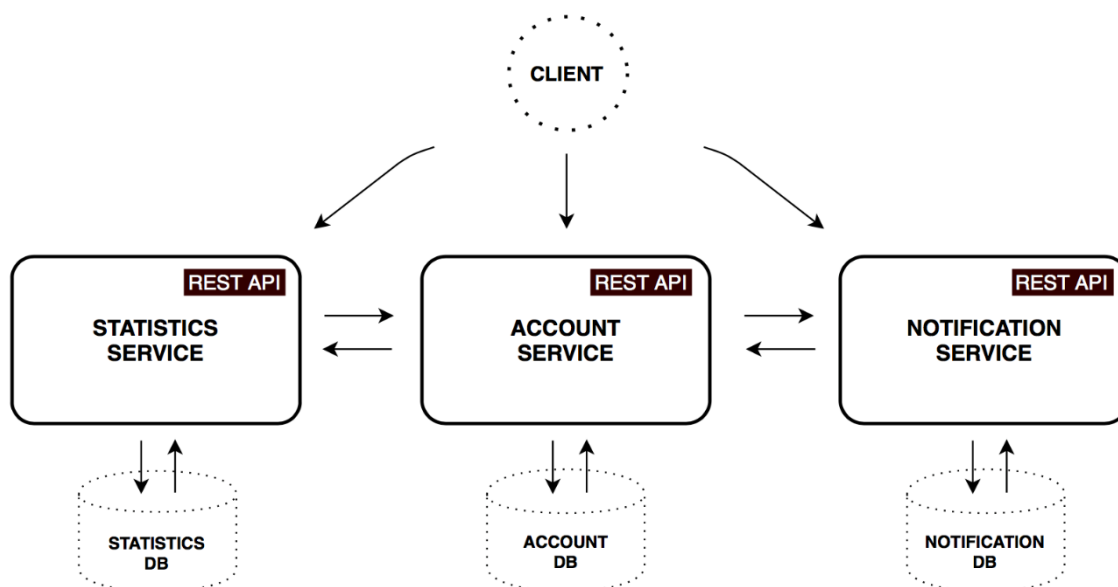 CLIENT
REST API
STATISTICS
SERVICE
REST API
ACCOUNT
SERVICE
REST API
NOTIFICATION
SERVICE
STATISTICS
DB
ACCOUNT
DB
NOTIFICATION
DB